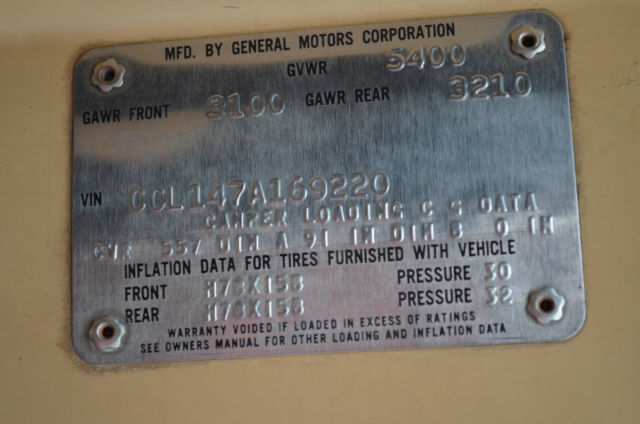 MFD. BY GENERAL MOTORS CORPORATION
GVWR 5400
GAWR FRONT 3100 GAWR REAR 3210
VIN CCL147A169220
CAMPER LOADING C G DATA
CWR 557 DIM A 91 IN DIM B 0 IN
INFLATION DATA FOR TIRES FURNISHED WITH VEHICLE
FRONT H78X15B PRESSURE 30
REAR H78X15B PRESSURE 32
WARRANTY VOIDED IF LOADED IN EXCESS OF RATINGS
SEE OWNERS MANUAL FOR OTHER LOADING AND INFLATION DATA